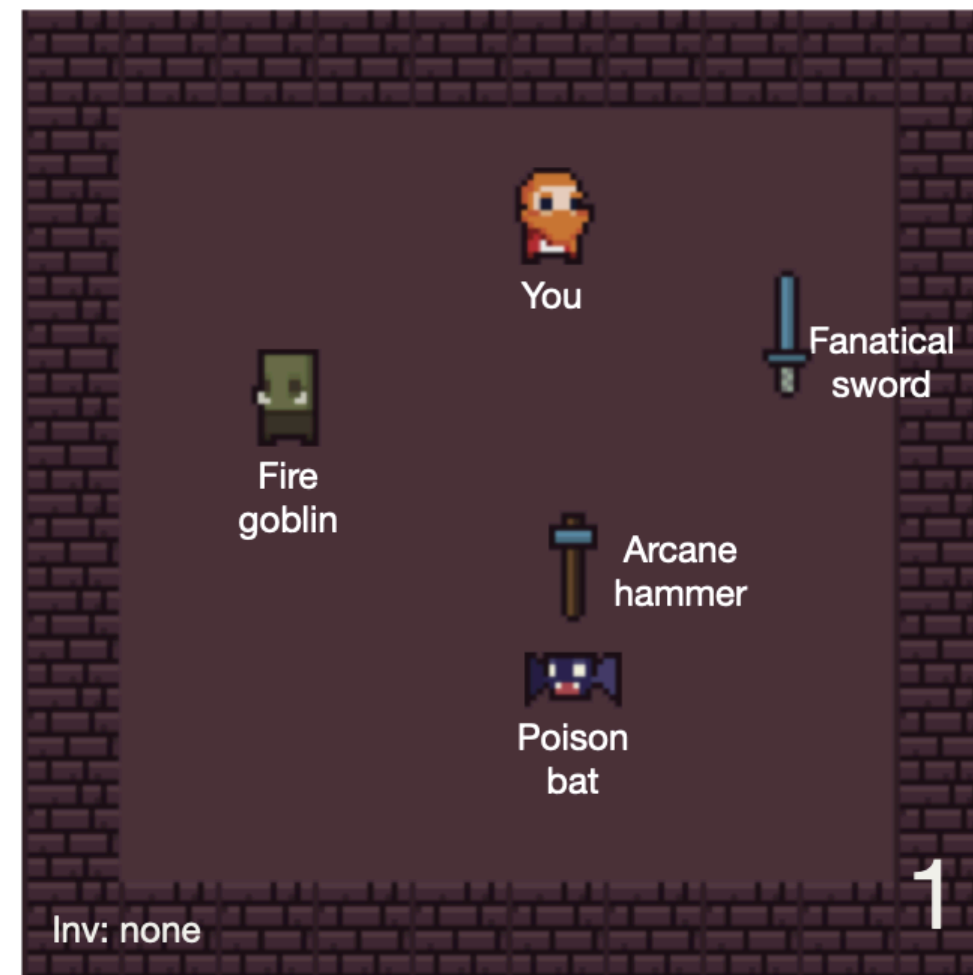 You
Fanatical
sword
Fire
goblin
Arcane
hammer
Poison
bat
1
Inv: none